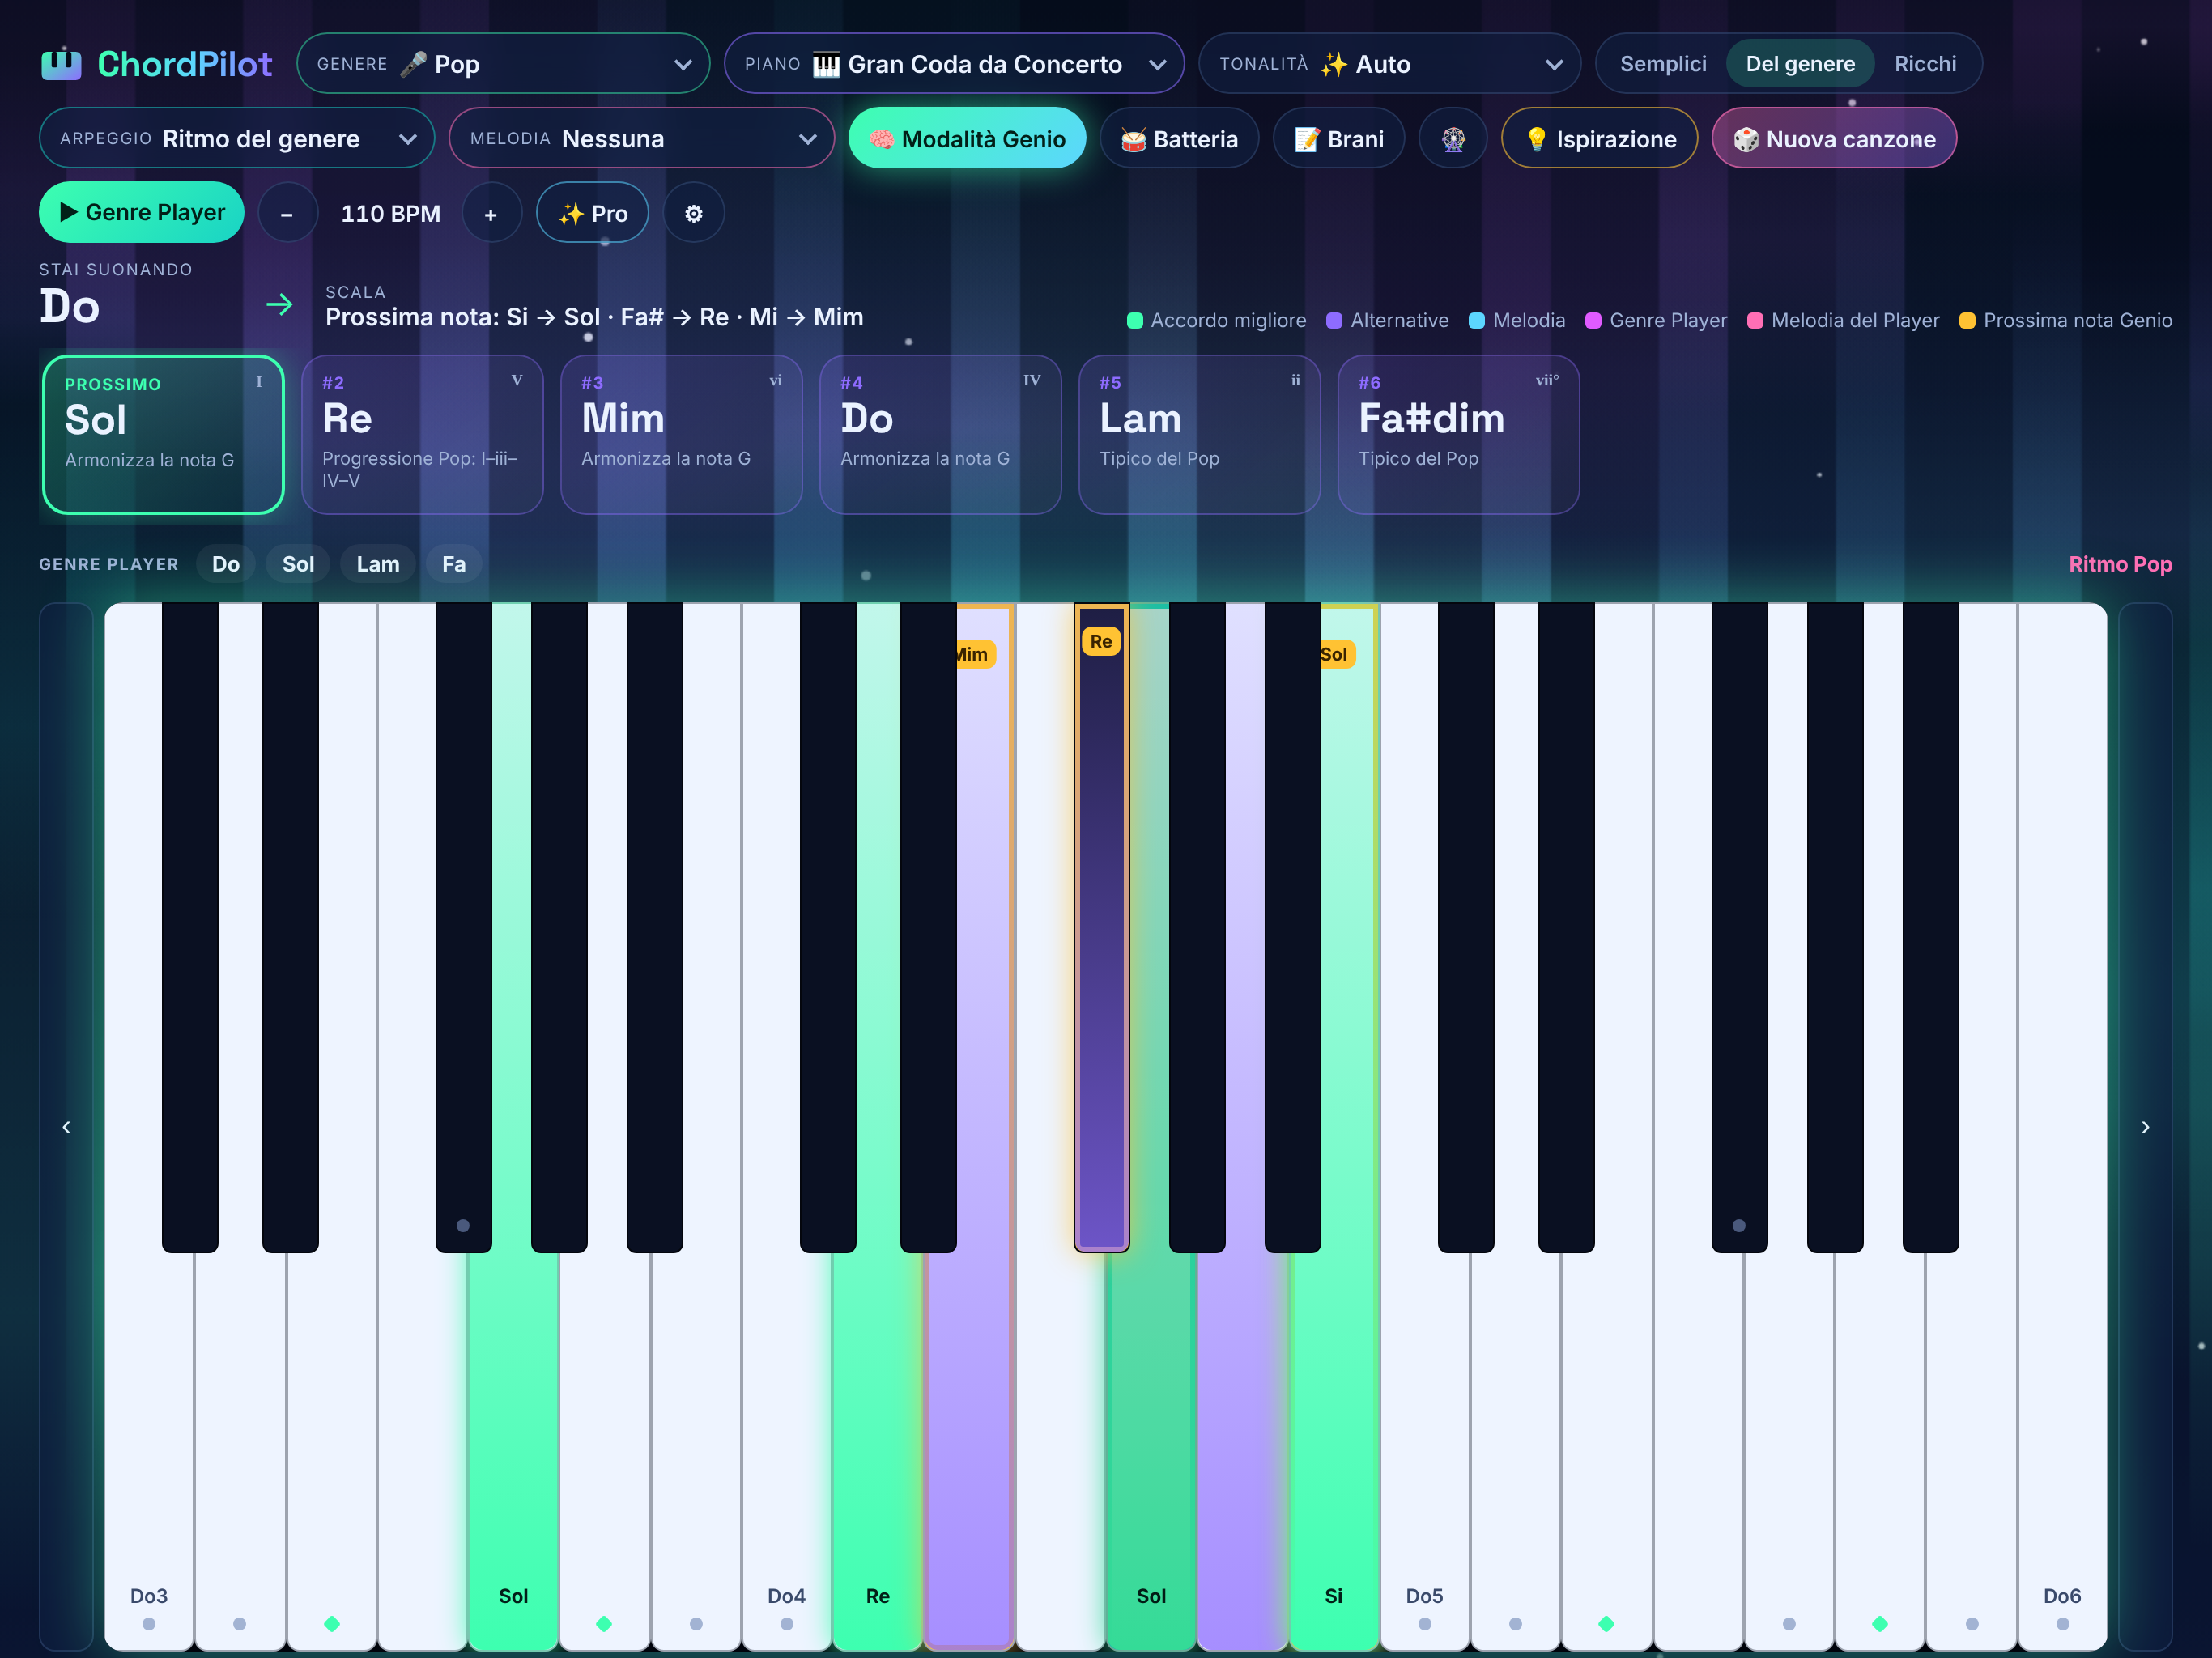 ChordPilot GENERE 🎤 Pop PIANO 🎹 Gran Coda da Concerto TONALITÀ ✨ Auto Semplici Del genere Ricchi
ARPEGGIO Ritmo del genere MELODIA Nessuna 🧠 Modalità Genio 🥁 Batteria 📝 Brani 🎡 💡 Ispirazione 🎲 Nuova canzone
▶ Genre Player – 110 BPM + ✨ Pro ⚙
STAI SUONANDO
Do
→
SCALA
Prossima nota: Si → Sol · Fa# → Re · Mi → Mim
Accordo migliore Alternative Melodia Genre Player Melodia del Player Prossima nota Genio
PROSSIMO I
Sol
Armonizza la nota G
#2 V
Re
Progressione Pop: I–iii–
IV–V
#3 vi
Mim
Armonizza la nota G
#4 IV
Do
Armonizza la nota G
#5 ii
Lam
Tipico del Pop
#6 vii°
Fa#dim
Tipico del Pop
GENRE PLAYER Do Sol Lam Fa Ritmo Pop
Mim Re Sol
‹ ›
Do3 Sol Do4 Re Sol Si Do5 Do6